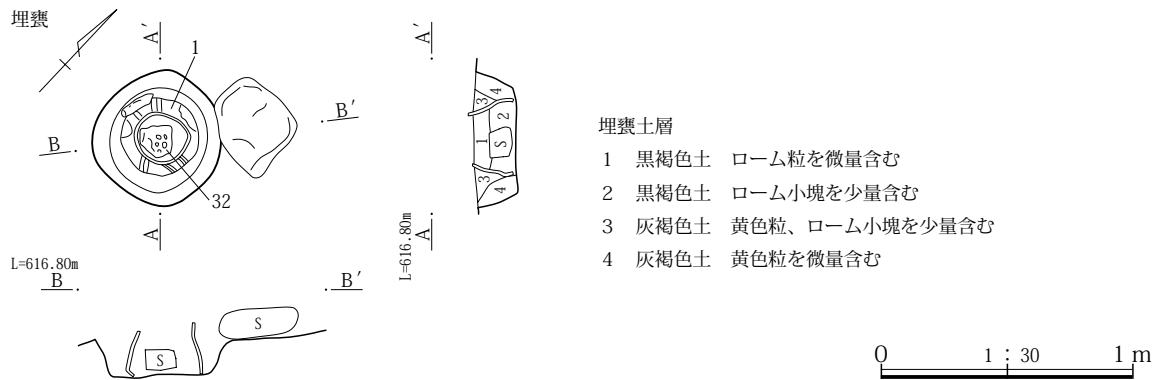 埋甕
A′
1
B
B′
32
A
A′
4
3
2
1
S
3
4
A
L=616.80m
L=616.80m
B
B′
S
S
埋甕土層
1 黒褐色土 ローム粒を微量含む
2 黒褐色土 ローム小塊を少量含む
3 灰褐色土 黄色粒、ローム小塊を少量含む
4 灰褐色土 黄色粒を微量含む
0 1:30 1m